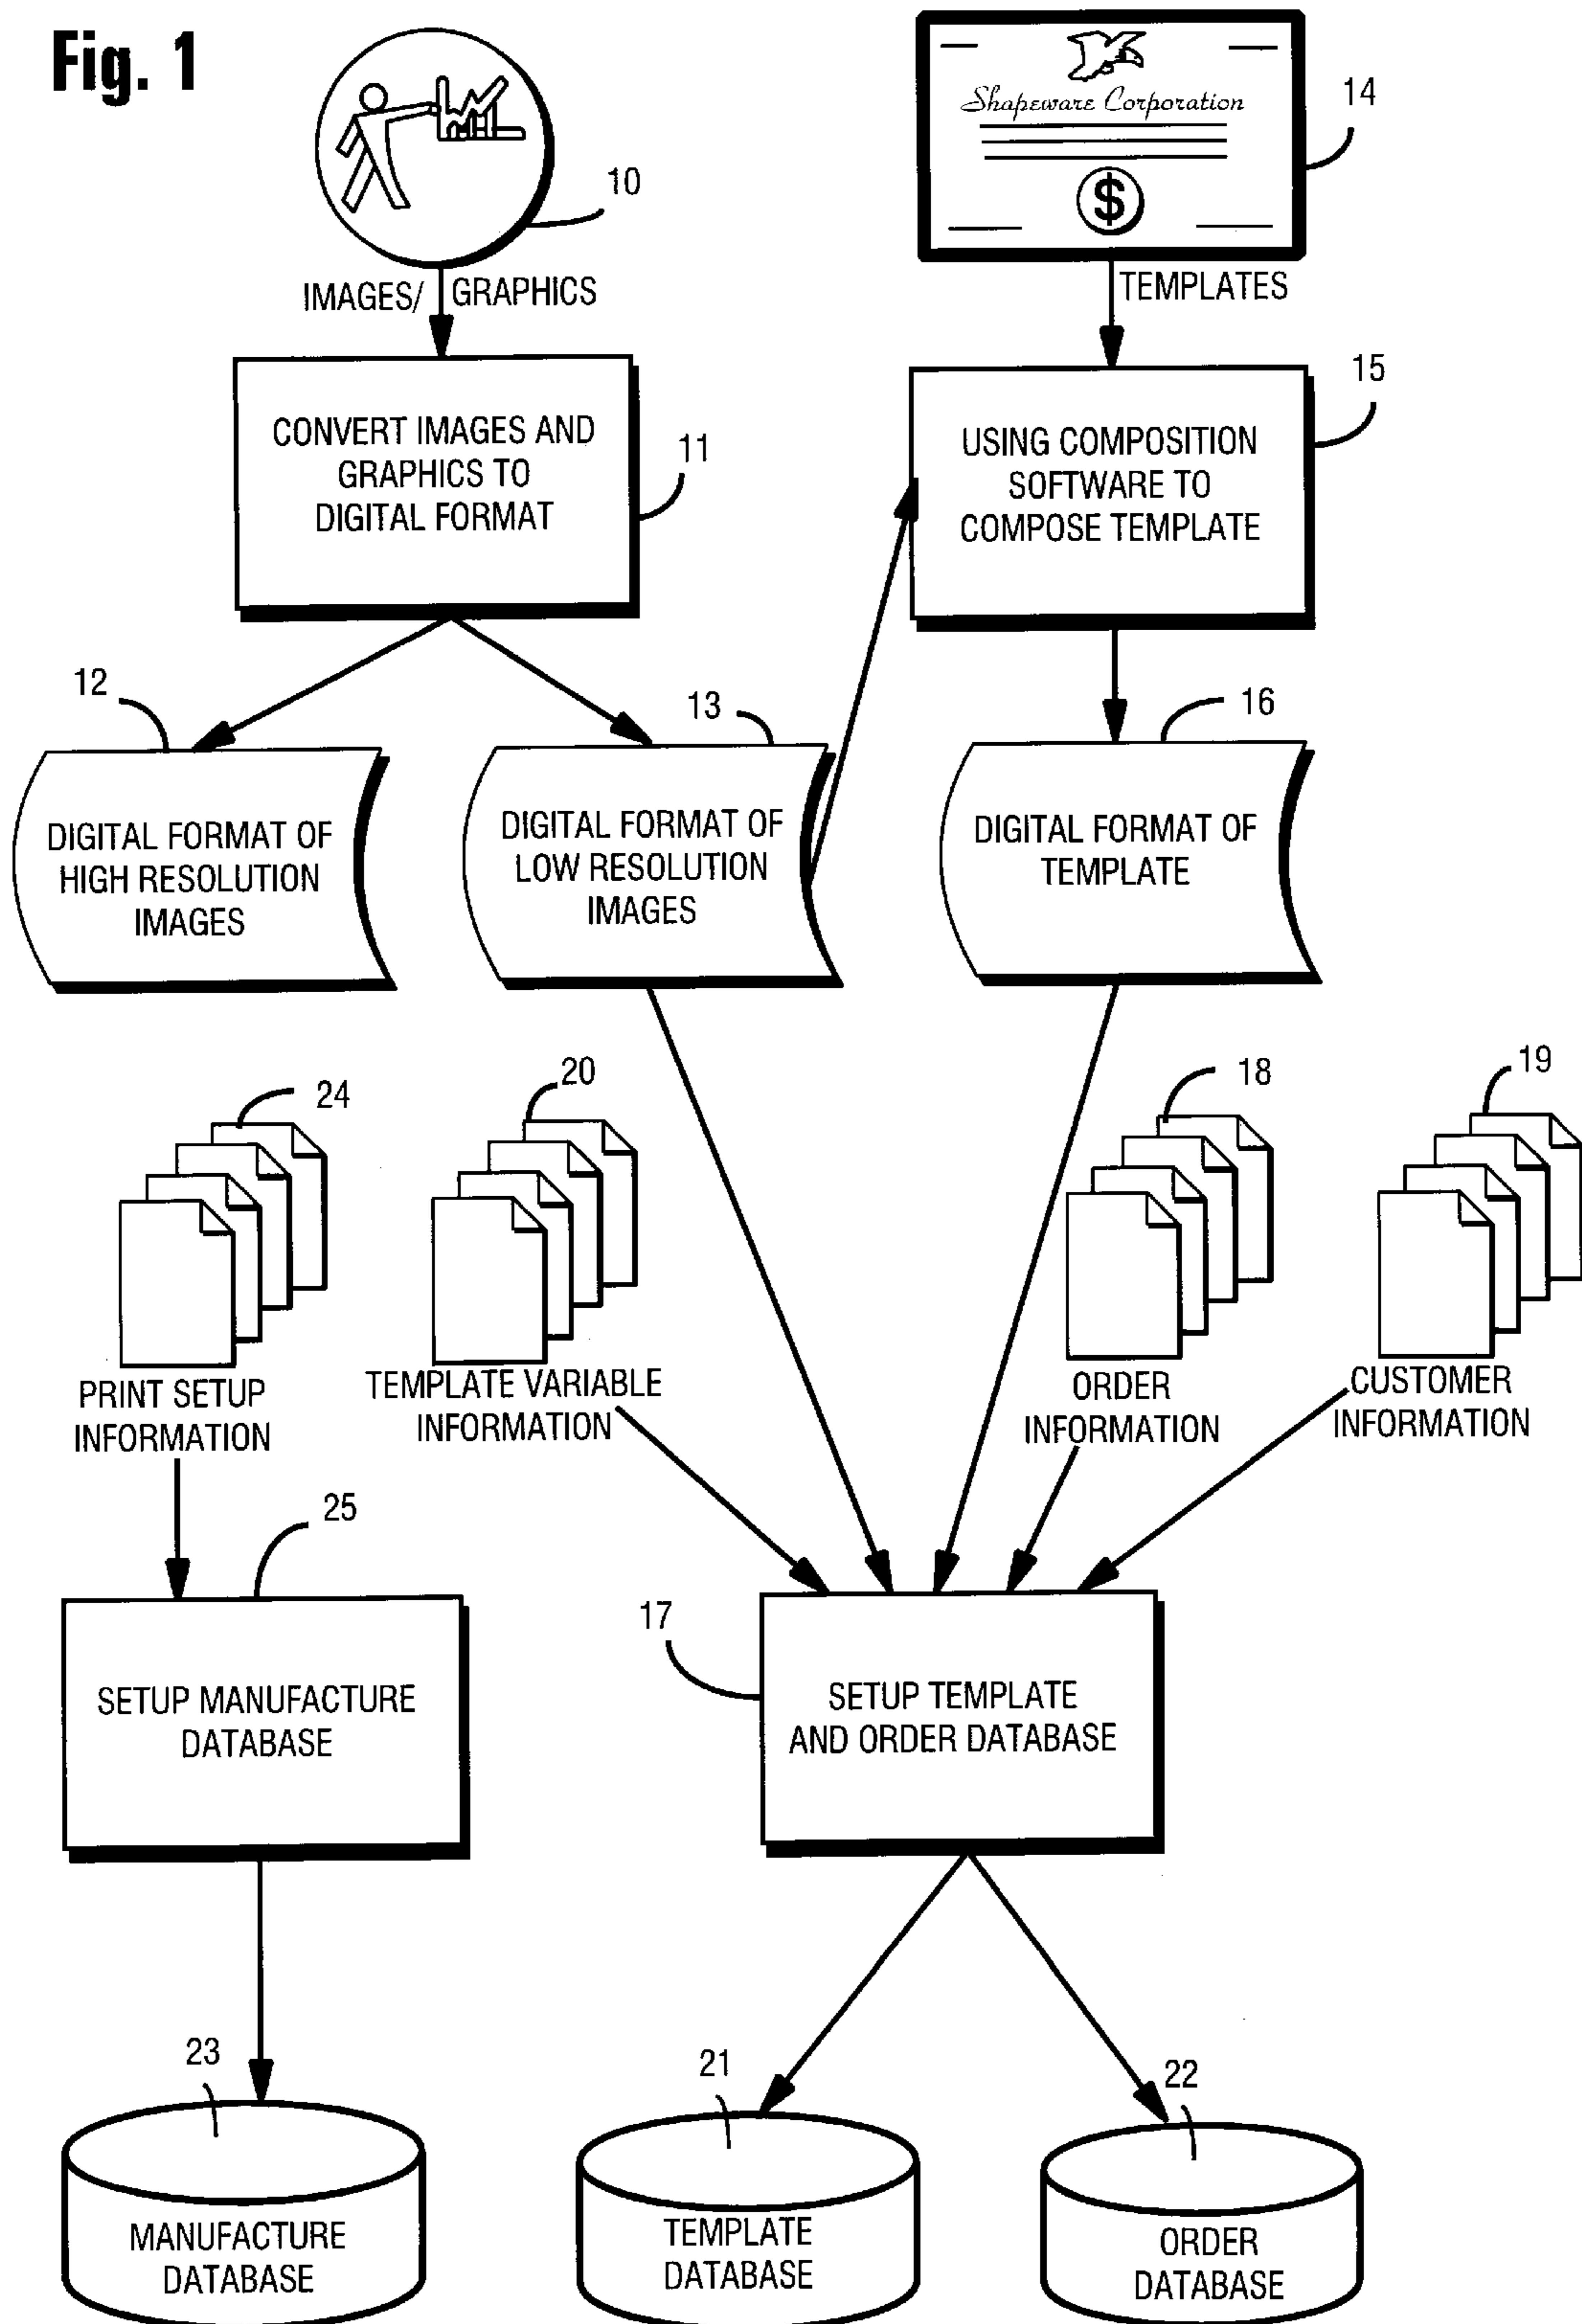 Fig. 1
10
IMAGES/ GRAPHICS
Shapeware Corporation
$
14
TEMPLATES
CONVERT IMAGES AND
GRAPHICS TO
DIGITAL FORMAT
11
USING COMPOSITION
SOFTWARE TO
COMPOSE TEMPLATE
15
12
DIGITAL FORMAT OF
HIGH RESOLUTION
IMAGES
13
DIGITAL FORMAT OF
LOW RESOLUTION
IMAGES
16
DIGITAL FORMAT OF
TEMPLATE
24
PRINT SETUP
INFORMATION
20
TEMPLATE VARIABLE
INFORMATION
18
ORDER
INFORMATION
19
CUSTOMER
INFORMATION
25
SETUP MANUFACTURE
DATABASE
17
SETUP TEMPLATE
AND ORDER DATABASE
23
MANUFACTURE
DATABASE
21
TEMPLATE
DATABASE
22
ORDER
DATABASE